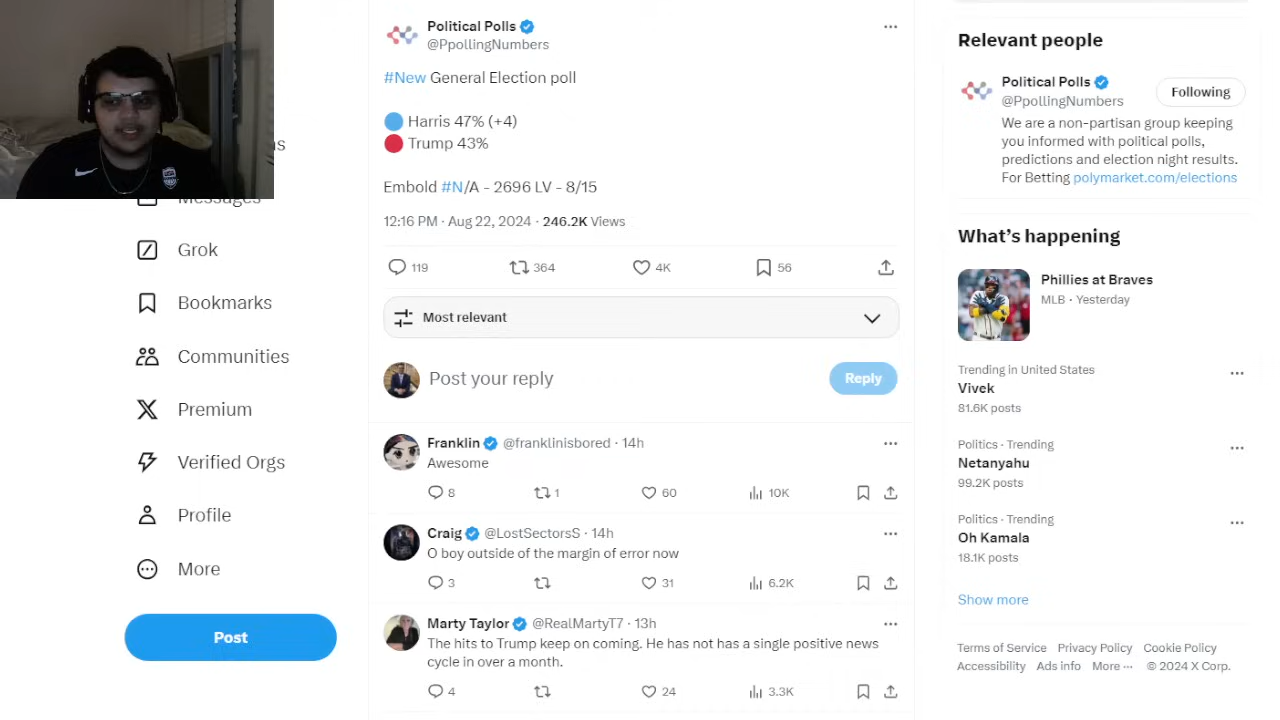 Political Polls
@PpollingNumbers
#New General Election poll
Harris 47% (+4)
Trump 43%
Embold #N/A - 2696 LV - 8/15
12:16 PM · Aug 22, 2024 · 246.2K Views
119
364
4K
56
Most relevant
Post your reply
Reply
Franklin @franklinisbored · 14h
Awesome
8
1
60
10K
Craig @LostSectorsS · 14h
O boy outside of the margin of error now
3
31
6.2K
Marty Taylor @RealMartyT7 · 13h
The hits to Trump keep on coming. He has not has a single positive news
cycle in over a month.
4
24
3.3K
Grok
Bookmarks
Communities
Premium
Verified Orgs
Profile
More
Post
Relevant people
Political Polls
@PpollingNumbers
Following
We are a non-partisan group keeping
you informed with political polls,
predictions and election night results.
For Betting polymarket.com/elections
What's happening
Phillies at Braves
MLB · Yesterday
Trending in United States
Vivek
81.6K posts
Politics · Trending
Netanyahu
99.2K posts
Politics · Trending
Oh Kamala
18.1K posts
Show more
Terms of Service Privacy Policy Cookie Policy
Accessibility Ads info More ··· © 2024 X Corp.